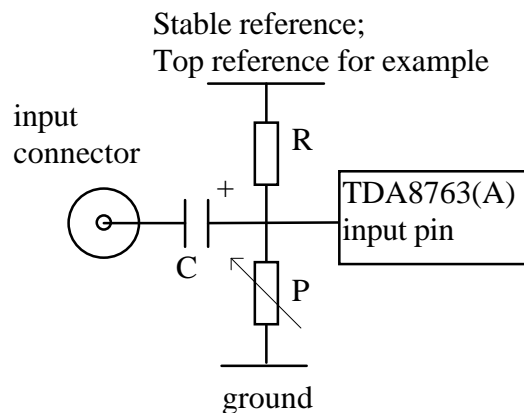 Stable reference;
Top reference for example
input
connector
R
+
TDA8763(A)
input pin
C
P
ground